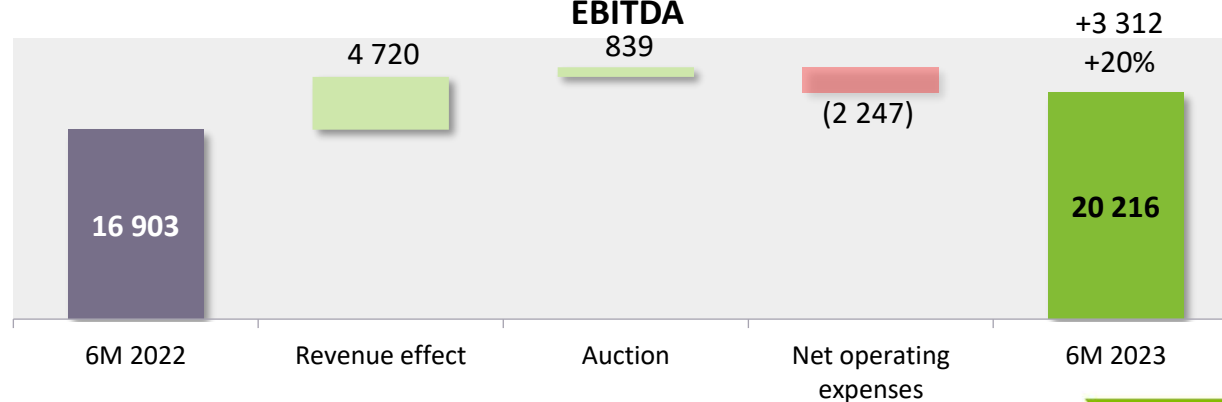 EBITDA
+3 312
+20%
4 720
839
(2 247)
16 903
20 216
6M 2022
Revenue effect
Auction
Net operating
expenses
6M 2023